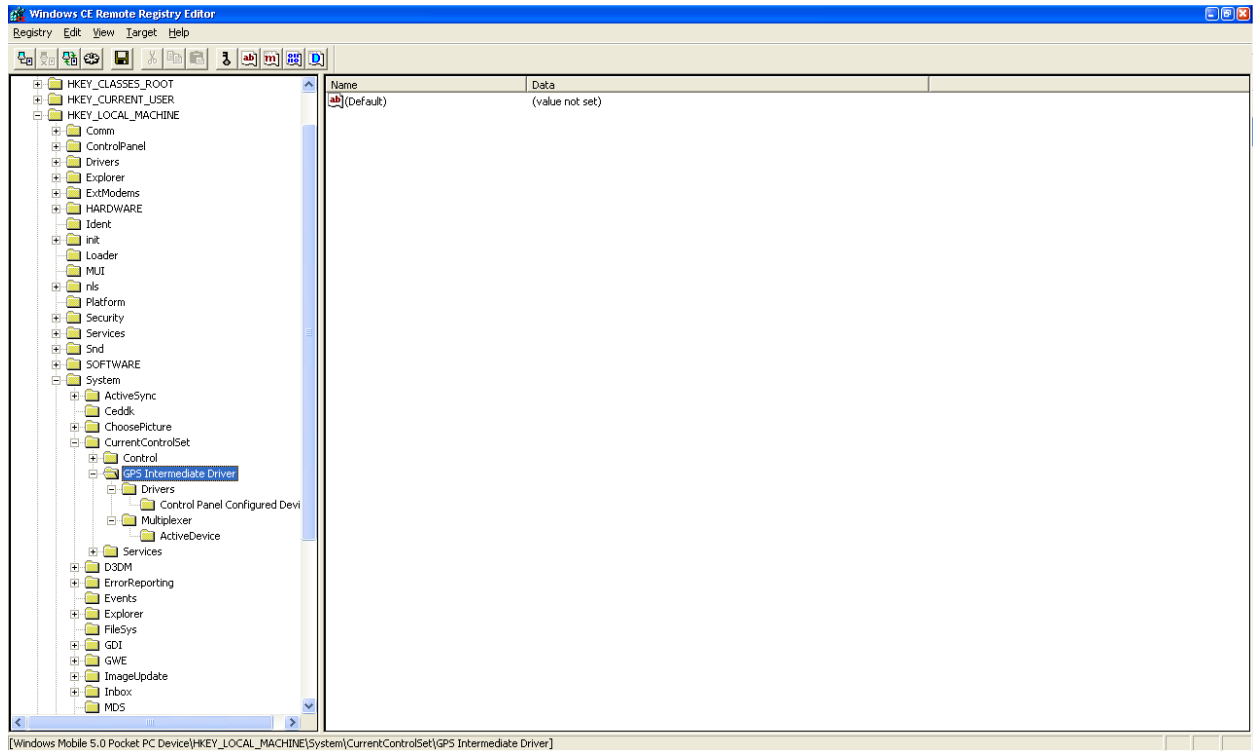 Windows CE Remote Registry Editor
Registry Edit View Target Help
HKEY_CLASSES_ROOT
HKEY_CURRENT_USER
HKEY_LOCAL_MACHINE
Comm
ControlPanel
Drivers
Explorer
ExtModems
HARDWARE
Ident
init
Loader
MUI
nls
Platform
Security
Services
Snd
SOFTWARE
System
ActiveSync
Ceddk
ChoosePicture
CurrentControlSet
Control
GPS Intermediate Driver
Drivers
Control Panel Configured Devi
Multiplexer
ActiveDevice
Services
D3DM
ErrorReporting
Events
Explorer
FileSys
GDI
GWE
ImageUpdate
Inbox
MDS
Name Data
ab (Default) (value not set)
[Windows Mobile 5.0 Pocket PC Device\HKEY_LOCAL_MACHINE\System\CurrentControlSet\GPS Intermediate Driver]